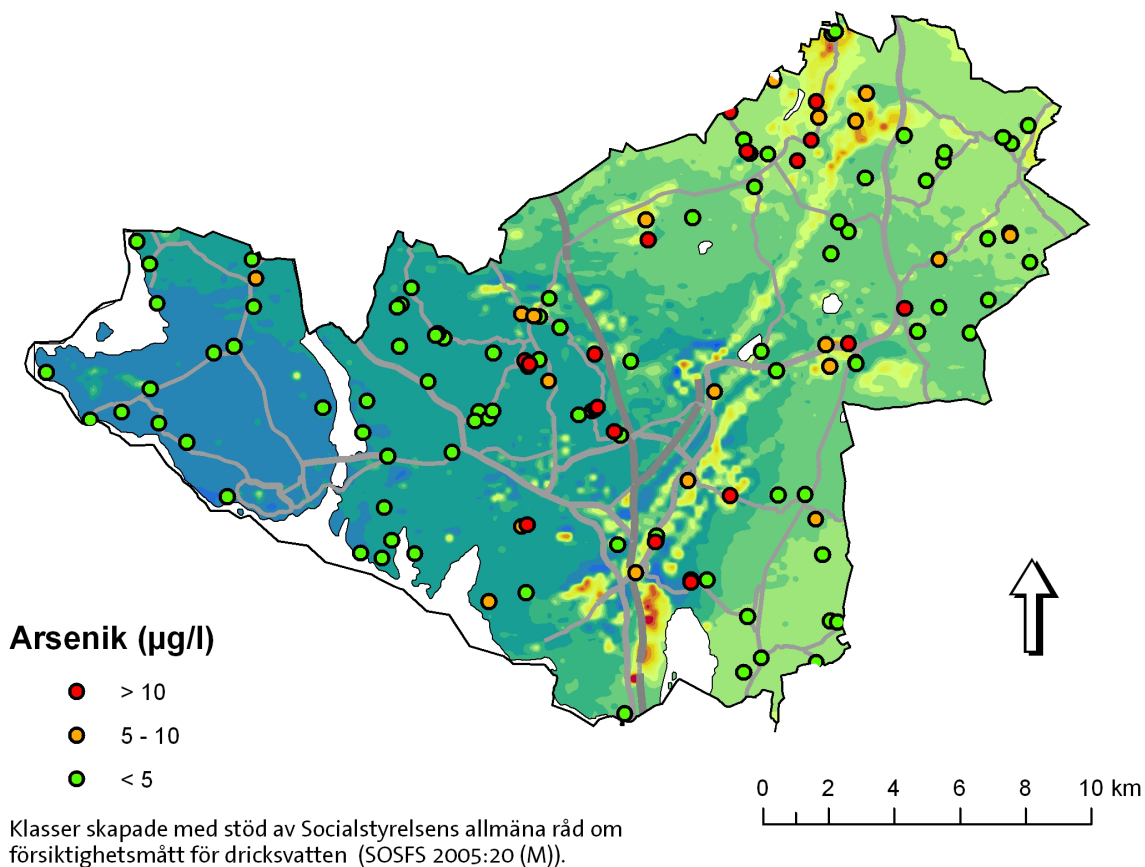 Arsenik (µg/l)
> 10
5 - 10
< 5
0 2 4 6 8 10 km
Klasser skapade med stöd av Socialstyrelsens allmäna råd om
försiktighetsmått för dricksvatten (SOSFS 2005:20 (M)).